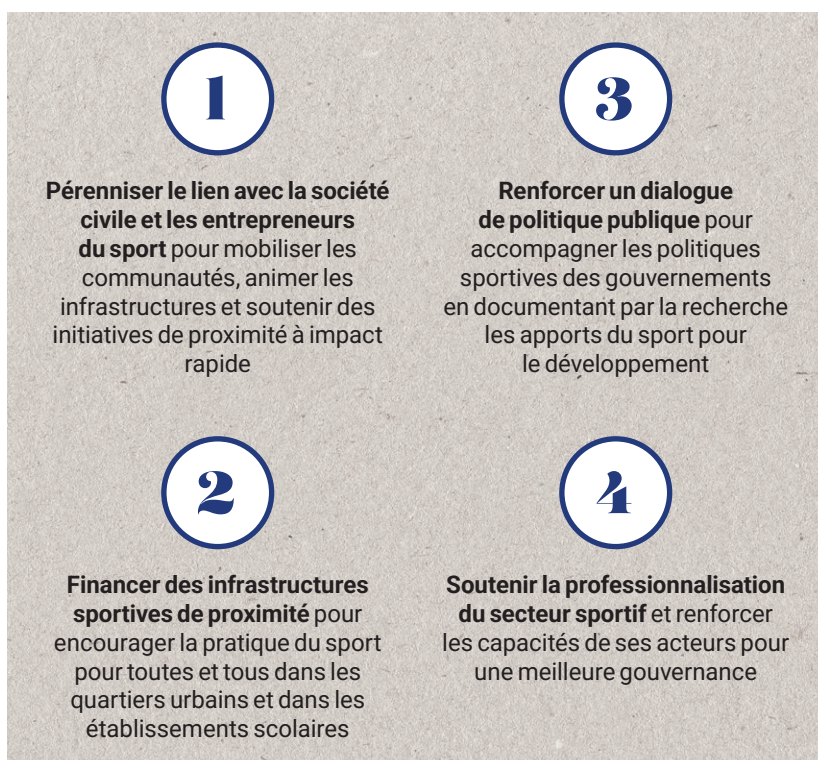 1
Pérenniser le lien avec la société
civile et les entrepreneurs
du sport pour mobiliser les
communautés, animer les
infrastructures et soutenir des
initiatives de proximité à impact
rapide
2
Financer des infrastructures
sportives de proximité pour
encourager la pratique du sport
pour toutes et tous dans les
quartiers urbains et dans les
établissements scolaires
3
Renforcer un dialogue
de politique publique pour
accompagner les politiques
sportives des gouvernements
en documentant par la recherche
les apports du sport pour
le développement
4
Soutenir la professionnalisation
du secteur sportif et renforcer
les capacités de ses acteurs pour
une meilleure gouvernance